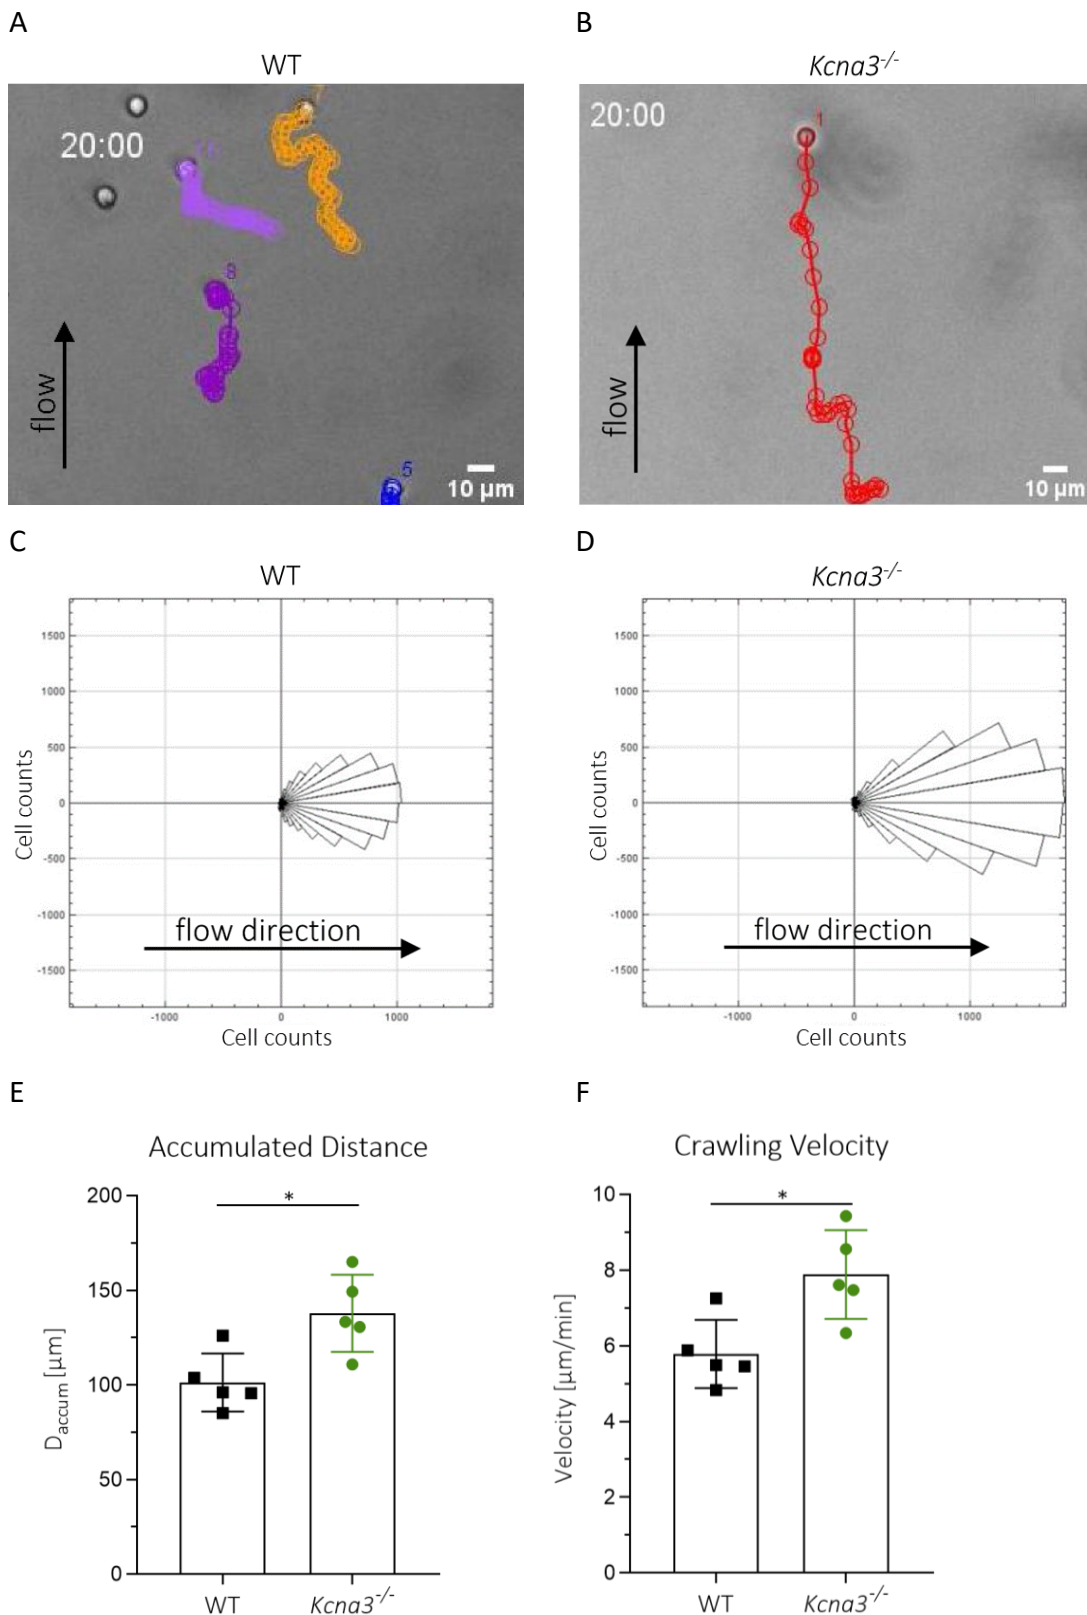 A
B
WT
Kcna3-/-
20:00
20:00
1
8
5
flow
flow
10 µm
10 µm
C
D
WT
Kcna3-/-
1500
1000
500
0
-500
-1000
-1500
Cell counts
flow direction
-1000
0
1000
Cell counts
1500
1000
500
0
-500
-1000
-1500
Cell counts
flow direction
-1000
0
1000
Cell counts
E
F
Accumulated Distance
Crawling Velocity
*
*
200
150
100
50
0
Daccum [µm]
WT
Kcna3-/-
10
8
6
4
2
0
Velocity [µm/min]
WT
Kcna3-/-